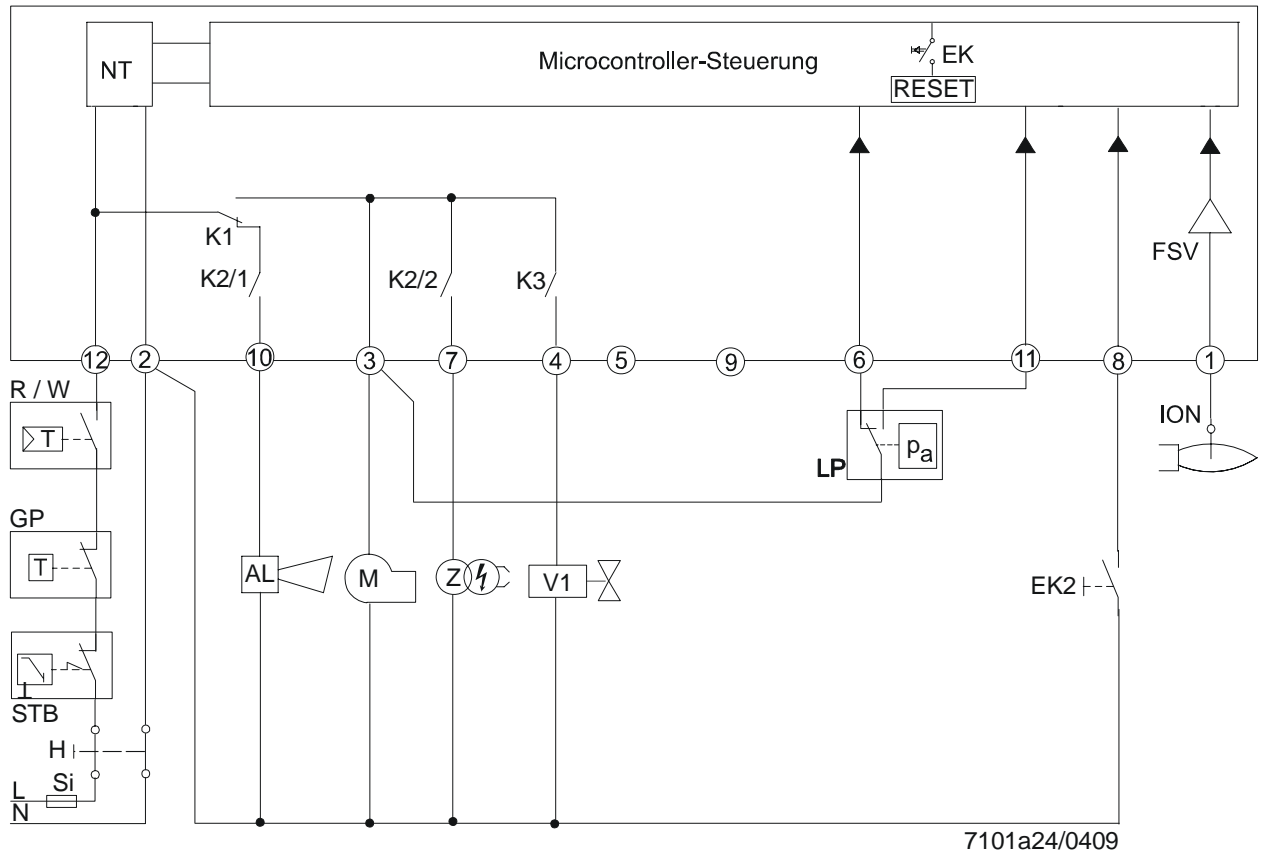 NT
Microcontroller-Steuerung
EK
RESET
FSV
K1
K2/1
K2/2
K3
12
2
10
3
7
4
5
9
6
11
8
1
R / W
T
ION
LP
pa
GP
T
AL
M
Z
V1
EK2
STB
H
Si
L
N
7101a24/0409